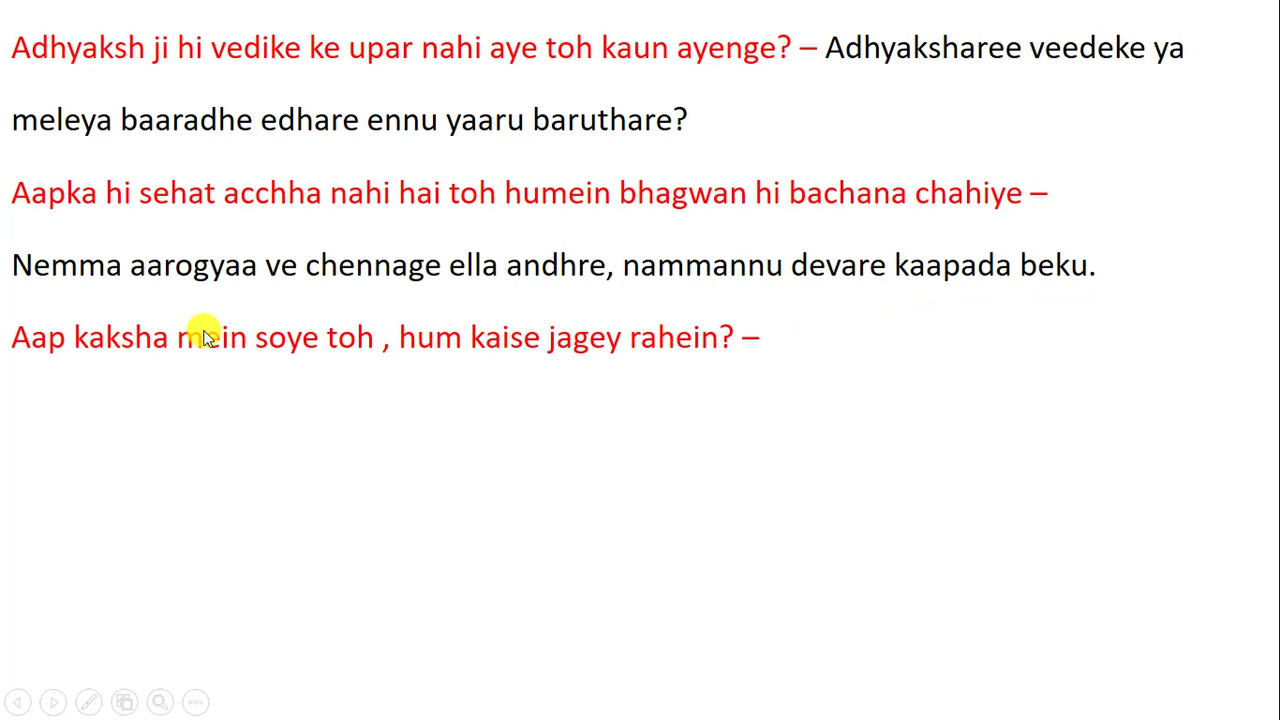 Adhyaksh ji hi vedike ke upar nahi aye toh kaun ayenge? – Adhyaksharee veedeke ya
meleya baaradhe edhare ennu yaaru baruthare?
Aapka hi sehat acchha nahi hai toh humein bhagwan hi bachana chahiye –
Nemma aarogyaa ve chennage ella andhre, nammannu devare kaapada beku.
Aap kaksha mein soye toh , hum kaise jagey rahein? –